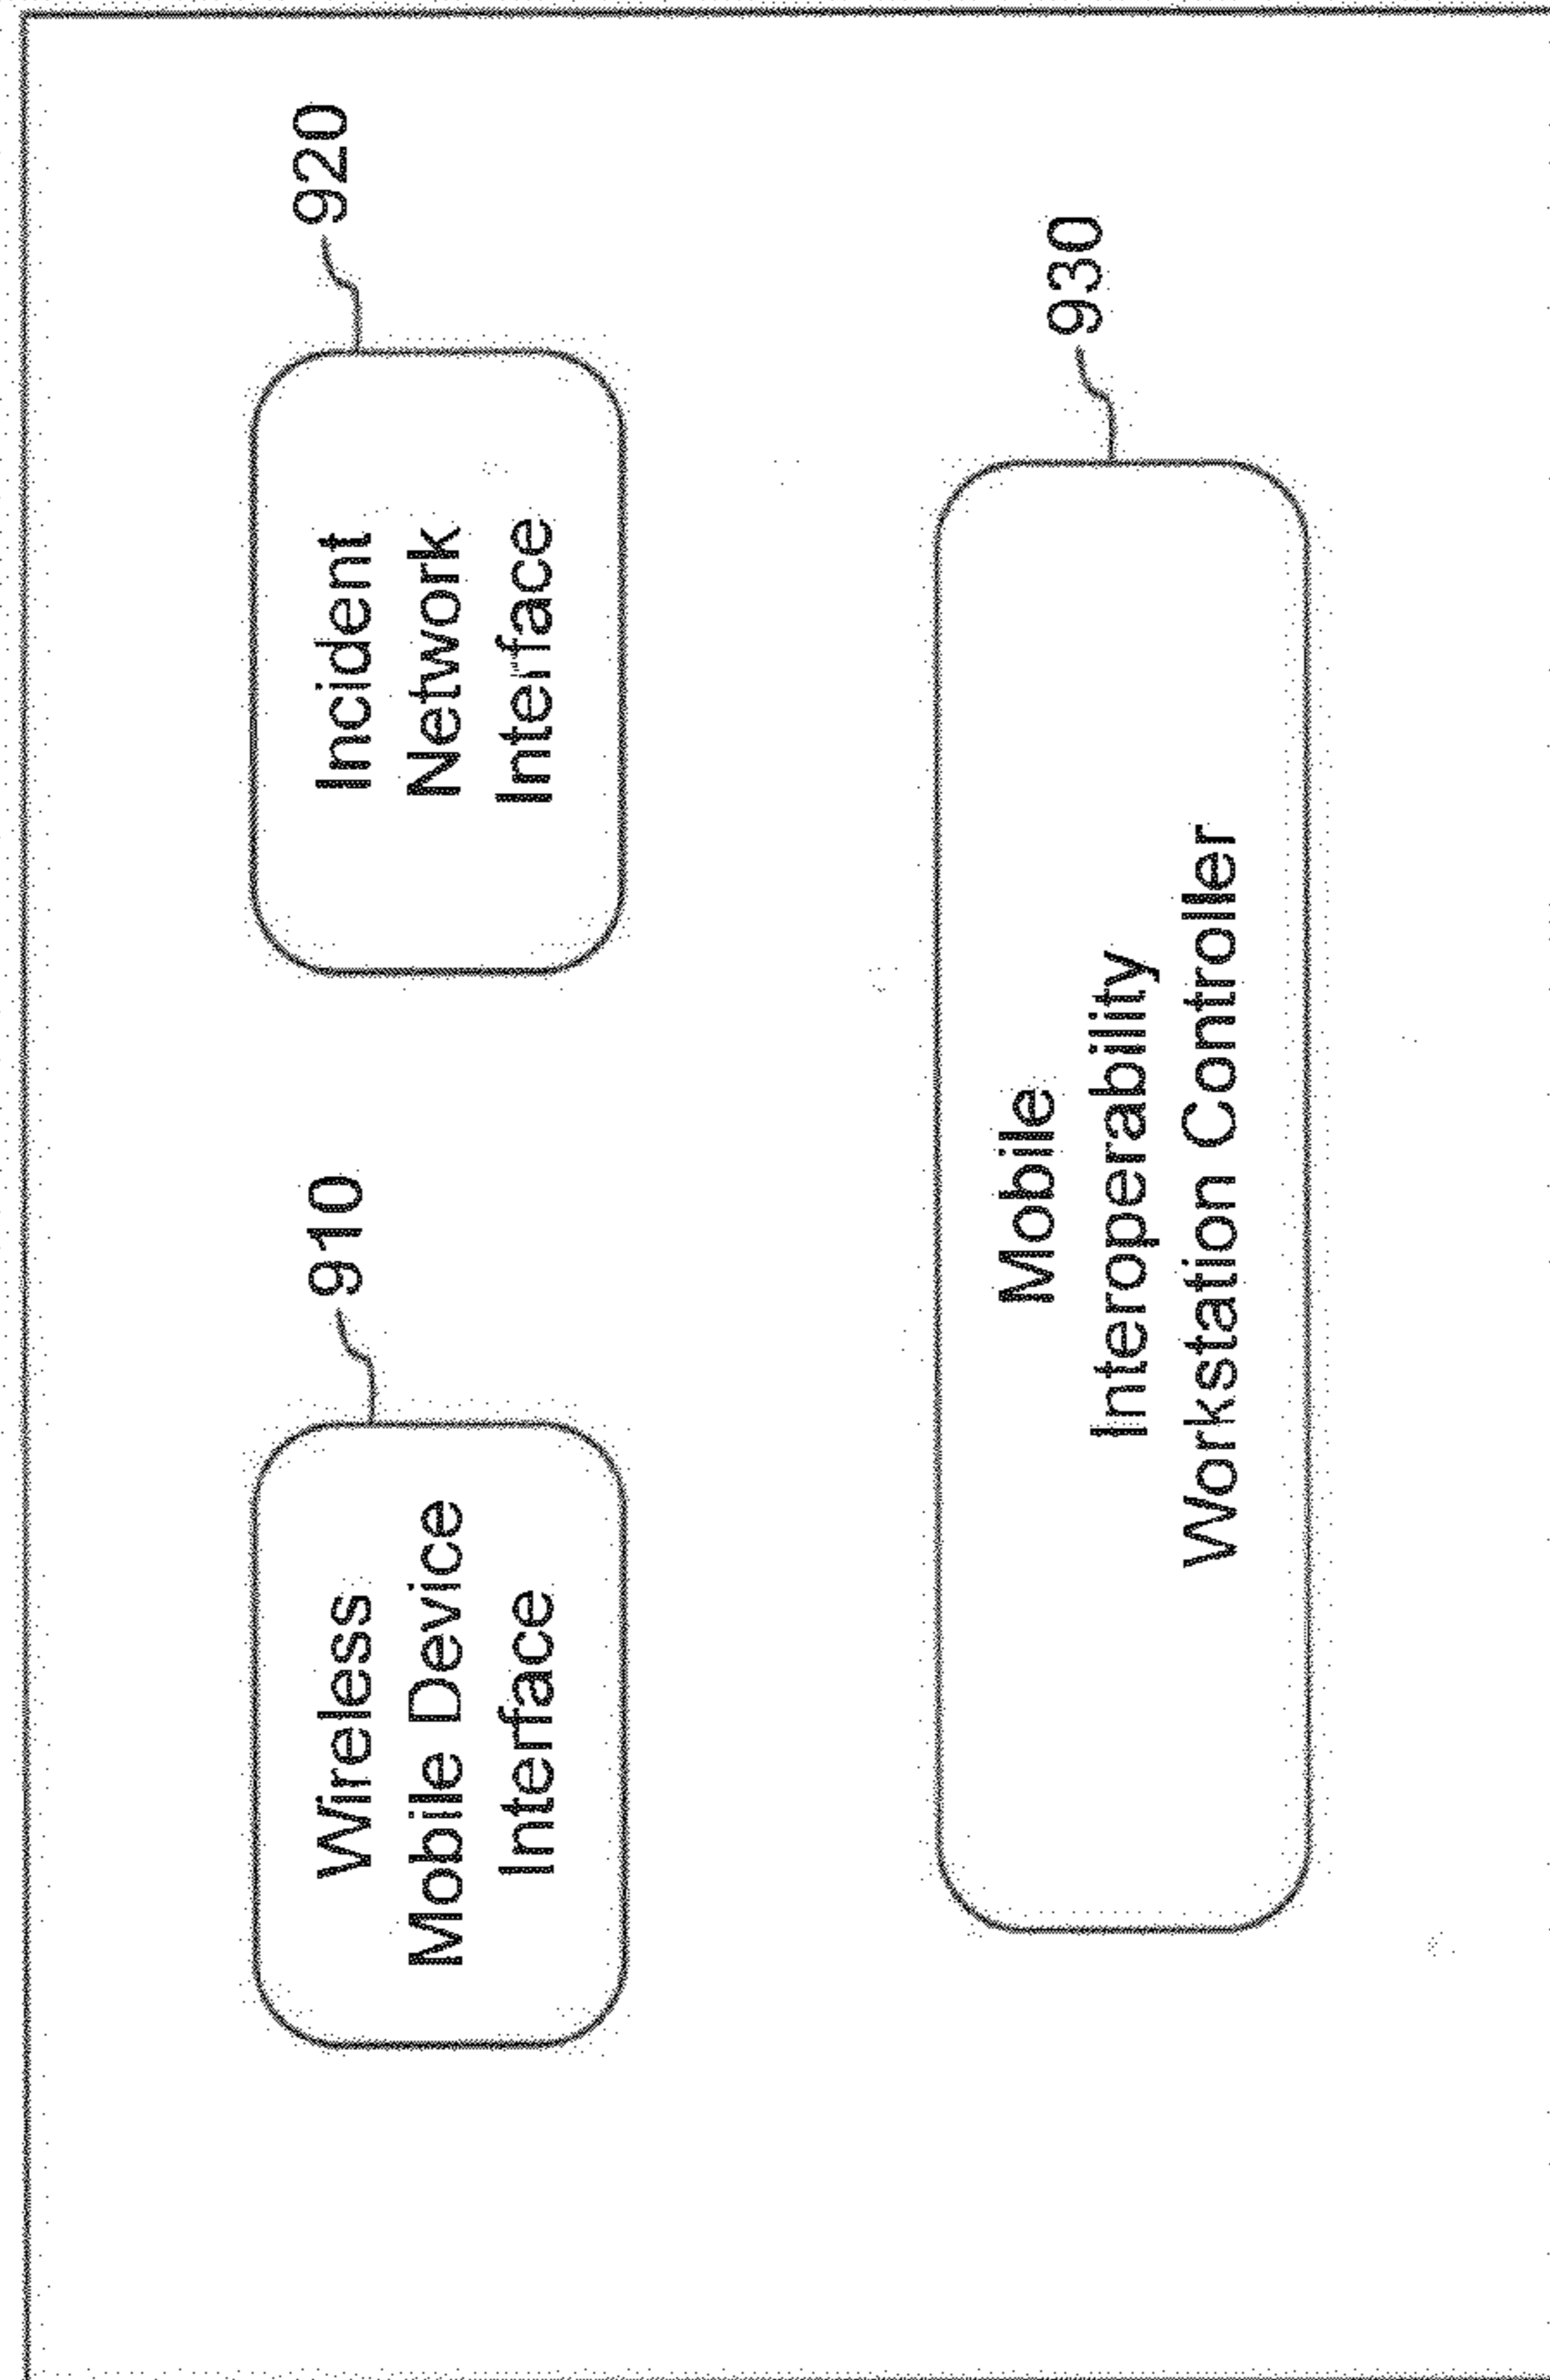 910
Wireless
Mobile Device
Interface
920
Incident
Network
Interface
930
Mobile
Interoperability
Workstation Controller